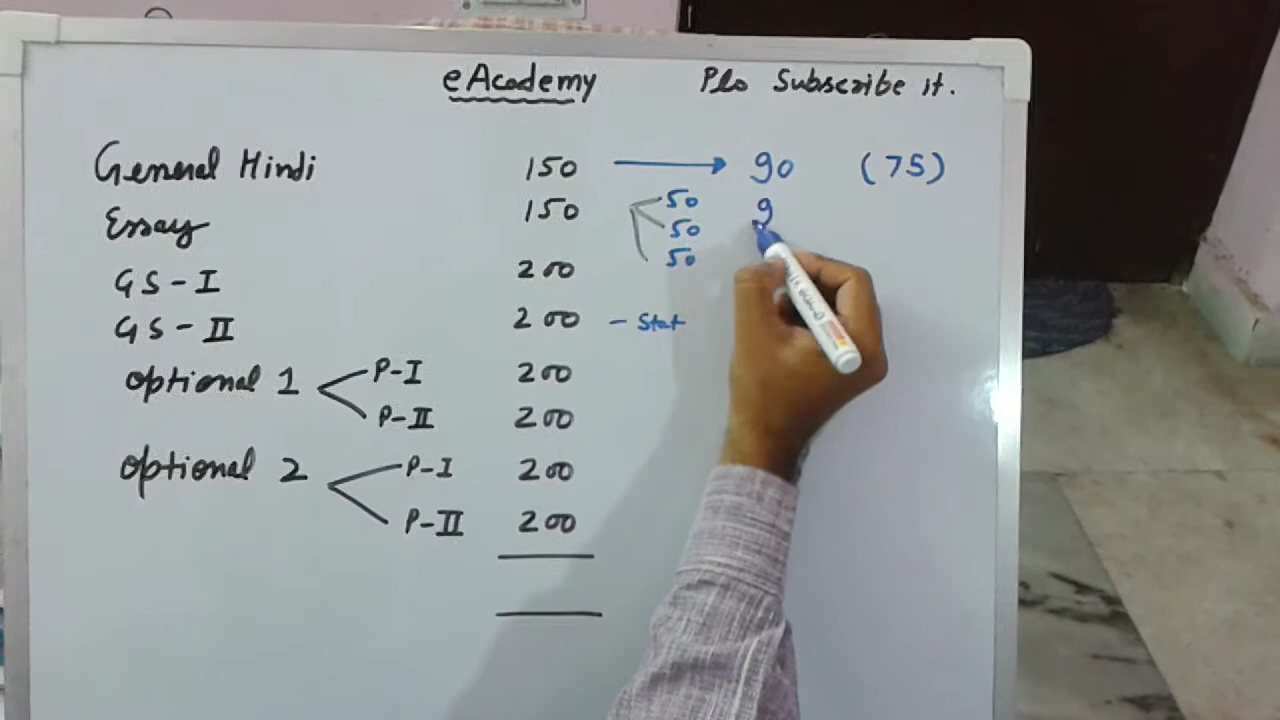 eAcademy Pls Subscribe it.
General Hindi 150 → 90 (75)
Essay 150 50 9
50
50
GS-I 200
GS-II 200 - Stat
Optional 1 P-I 200
P-II 200
Optional 2 P-I 200
P-II 200